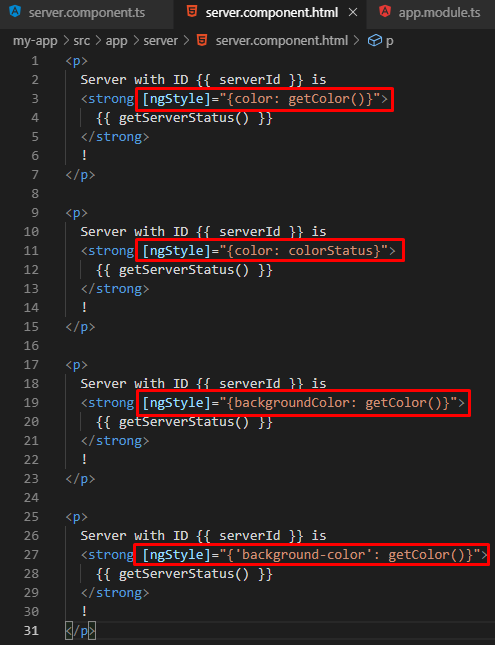 server.component.ts server.component.html × app.module.ts
my-app > src > app > server > server.component.html > p
1 <p>
2 Server with ID {{ serverId }} is
3 <strong [ngStyle]="{color: getColor()}">
4 {{ getServerStatus() }}
5 </strong>
6 !
7 </p>
8
9 <p>
10 Server with ID {{ serverId }} is
11 <strong [ngStyle]="{color: colorStatus}">
12 {{ getServerStatus() }}
13 </strong>
14 !
15 </p>
16
17 <p>
18 Server with ID {{ serverId }} is
19 <strong [ngStyle]="{backgroundColor: getColor()}">
20 {{ getServerStatus() }}
21 </strong>
22 !
23 </p>
24
25 <p>
26 Server with ID {{ serverId }} is
27 <strong [ngStyle]="{'background-color': getColor()}">
28 {{ getServerStatus() }}
29 </strong>
30 !
31 </p>